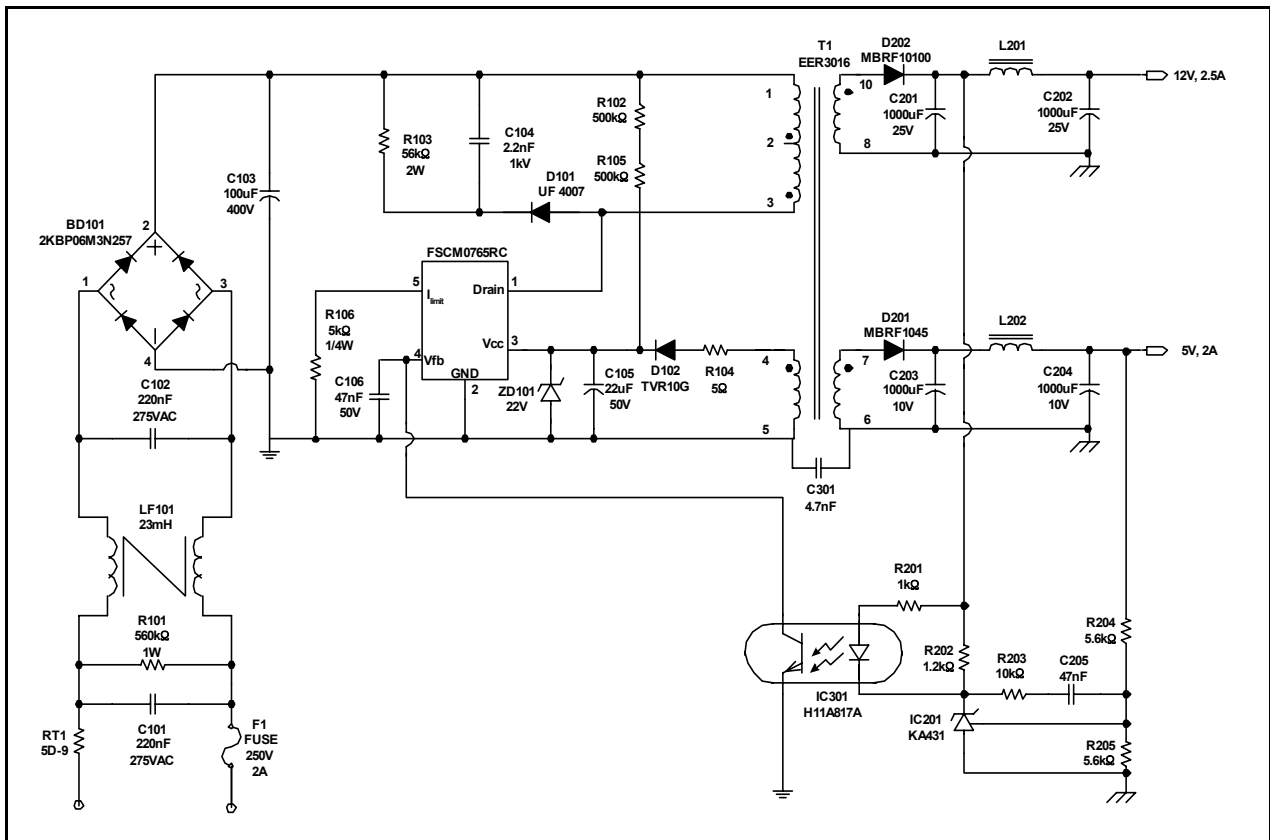 T1
EER3016
D202
MBRF10100
L201
12V, 2.5A
1
2
3
10
8
C201
1000uF
25V
C202
1000uF
25V
R102
500kΩ
R105
500kΩ
R103
56kΩ
2W
C104
2.2nF
1kV
D101
UF 4007
C103
100uF
400V
BD101
2KBP06M3N257
2
1
3
4
+
~
~
−
FSCM0765RC
5
Ilimit
Drain
1
Vcc
3
4
Vfb
GND
2
R106
5kΩ
1/4W
C106
47nF
50V
ZD101
22V
C105
22uF
50V
D102
TVR10G
R104
5Ω
4
5
7
6
D201
MBRF1045
L202
5V, 2A
C203
1000uF
10V
C204
1000uF
10V
C301
4.7nF
C102
220nF
275VAC
LF101
23mH
R101
560kΩ
1W
C101
220nF
275VAC
RT1
5D-9
F1
FUSE
250V
2A
R201
1kΩ
R202
1.2kΩ
R203
10kΩ
C205
47nF
R204
5.6kΩ
IC301
H11A817A
IC201
KA431
R205
5.6kΩ